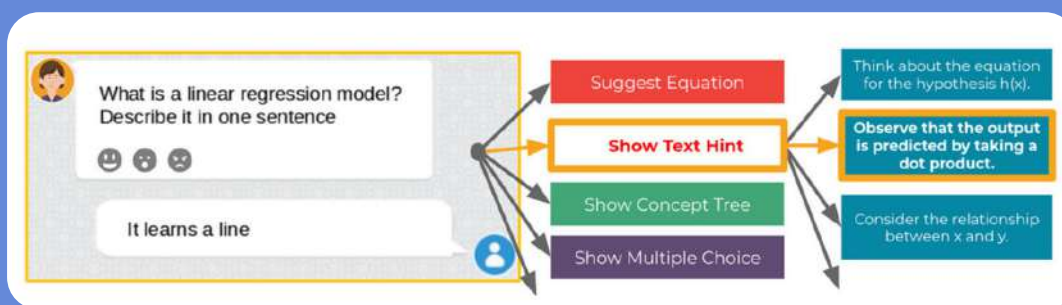 What is a linear regression model?
Describe it in one sentence
It learns a line
Suggest Equation
Show Text Hint
Show Concept Tree
Show Multiple Choice
Think about the equation
for the hypothesis h(x).
Observe that the output
is predicted by taking a
dot product.
Consider the relationship
between x and y.